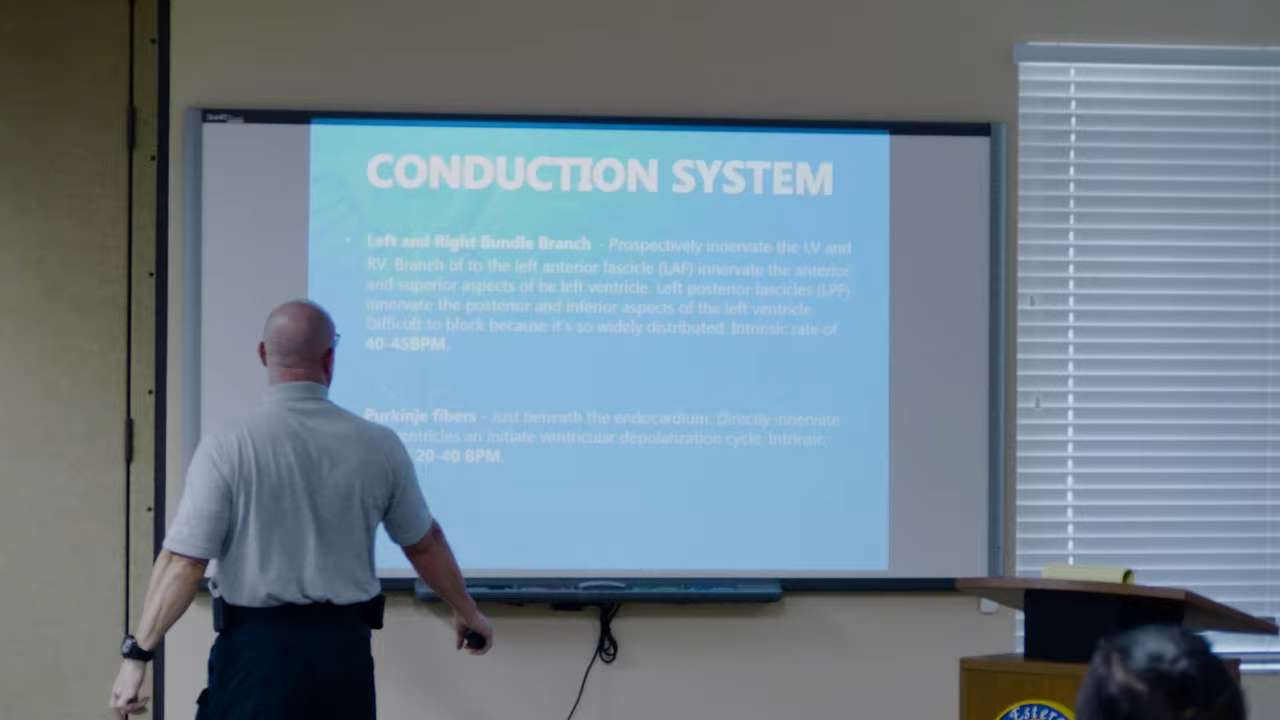 SMART
CONDUCTION SYSTEM
Left and Right Bundle Branch - Prospectively innervate the LV and
RV. Branch of to the left anterior fascicle (LAF) innervate the anterior
and superior aspects of he left ventricle. Left posterior fascicles (LPF)
innervate the posterior and inferior aspects of the left ventricle.
Difficult to block because it's so widely distributed. Intrinsic rate of
40-45BPM.
Purkinje fibers - Just beneath the endocardium. Directly innervate
entricles an initiate ventricular depolarization cycle. Intrinsic
20-40 BPM.
Estero